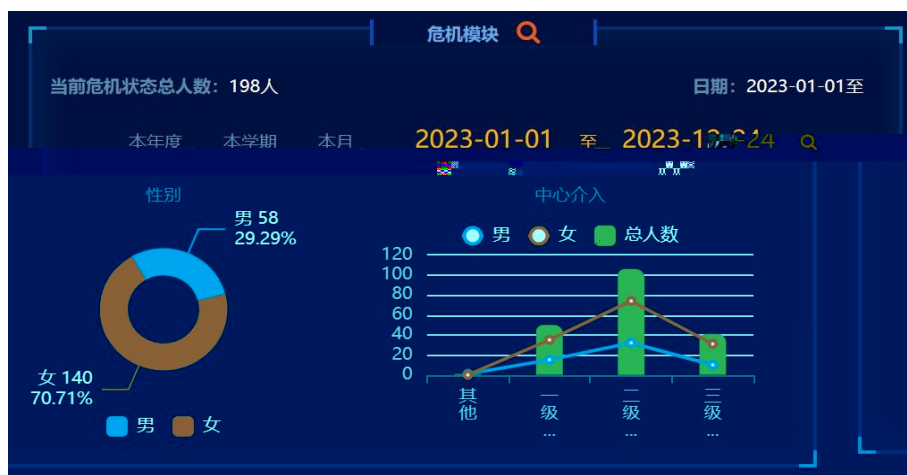 危机模块
当前危机状态总人数：198人
日期：2023-01-01至
本年度 本学期 本月 2023-01-01 至
性别
男 58
29.29%
女 140
70.71%
男 女
中心介入
男 女 总人数
120
100
80
60
40
20
0
其他 一级... 二级... 三级...